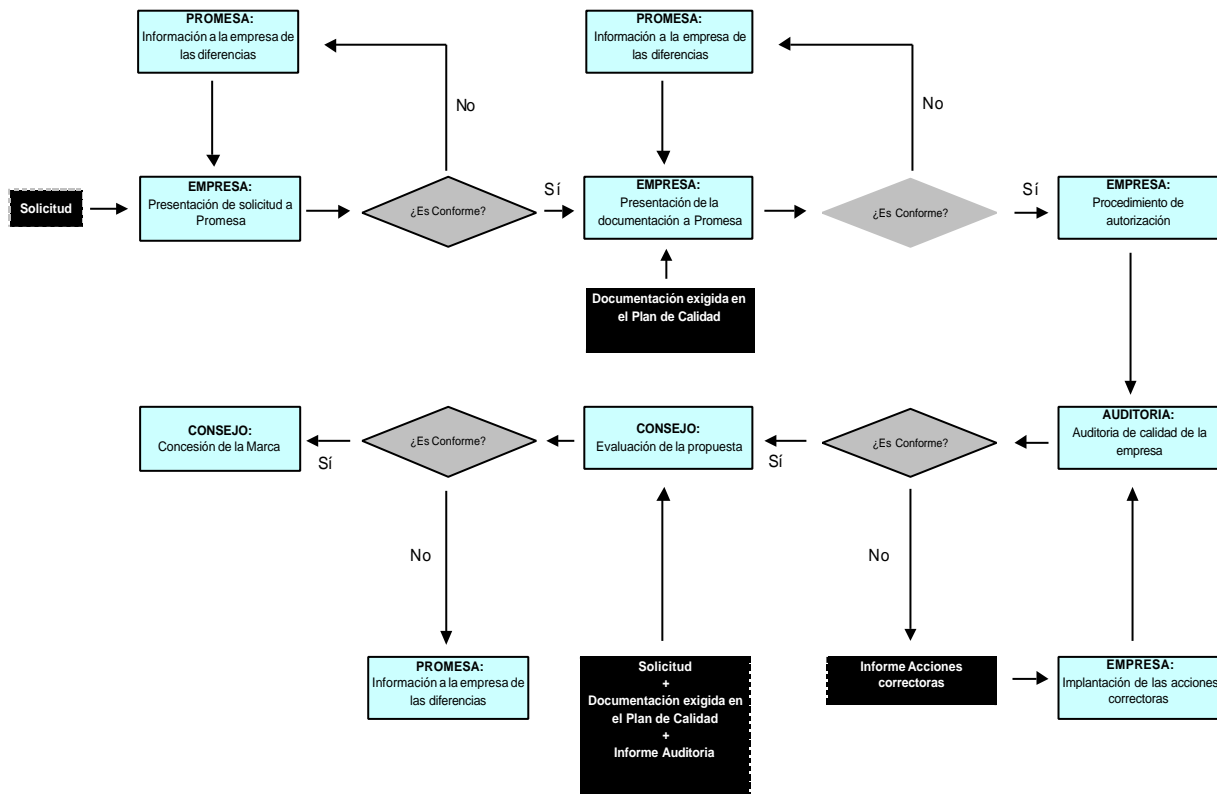 PROMESA:
Información a la empresa de
las diferencias
PROMESA:
Información a la empresa de
las diferencias
No
No
Solicitud
EMPRESA:
Presentación de solicitud a
Promesa
¿Es Conforme?
Sí
EMPRESA:
Presentación de la
documentación a Promesa
¿Es Conforme?
Sí
EMPRESA:
Procedimiento de
autorización
Documentación exigida en
el Plan de Calidad
CONSEJO:
Concesión de la Marca
Sí
¿Es Conforme?
CONSEJO:
Evaluación de la propuesta
Sí
¿Es Conforme?
AUDITORIA:
Auditoria de calidad de la
empresa
No
No
PROMESA:
Información a la empresa de
las diferencias
Solicitud
+
Documentación exigida en
el Plan de Calidad
+
Informe Auditoria
Informe Acciones
correctoras
EMPRESA:
Implantación de las acciones
correctoras